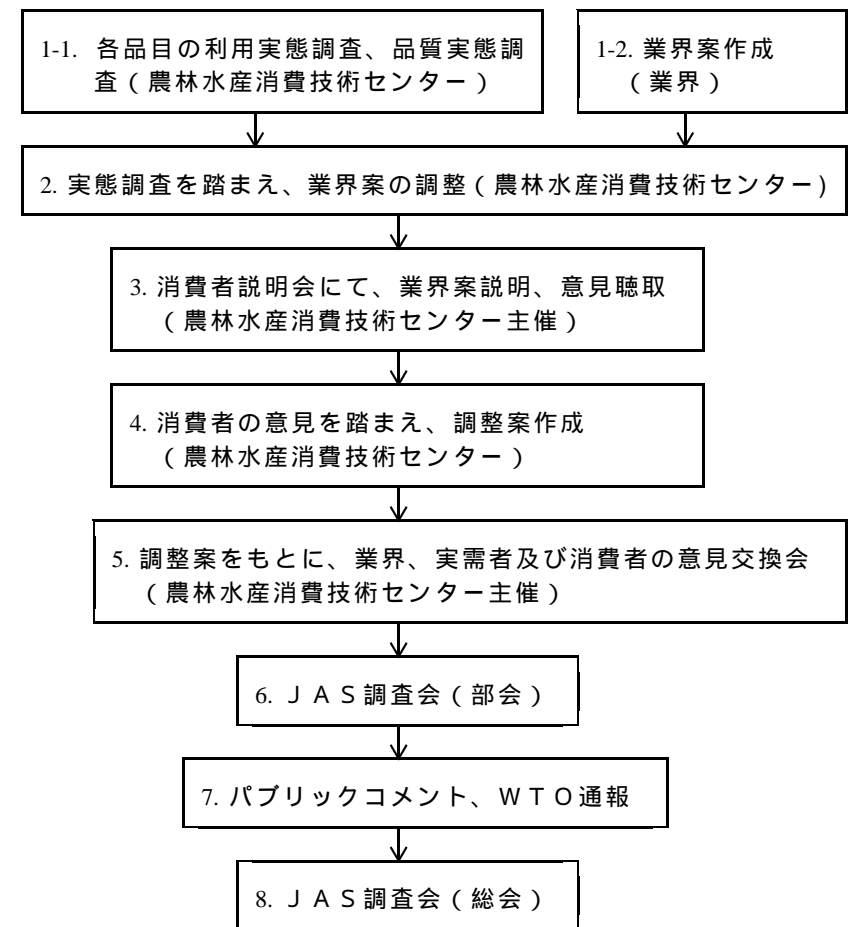 1-1. 各品目の利用実態調査、品質実態調
査(農林水産消費技術センター)
1-2. 業界案作成
(業界)
2. 実態調査を踏まえ、業界案の調整(農林水産消費技術センター)
3. 消費者説明会にて、業界案説明、意見聴取
(農林水産消費技術センター主催)
4. 消費者の意見を踏まえ、調整案作成
(農林水産消費技術センター)
5. 調整案をもとに、業界、実需者及び消費者の意見交換会
(農林水産消費技術センター主催)
6. JAS調査会(部会)
7. パブリックコメント、WTO通報
8. JAS調査会(総会)